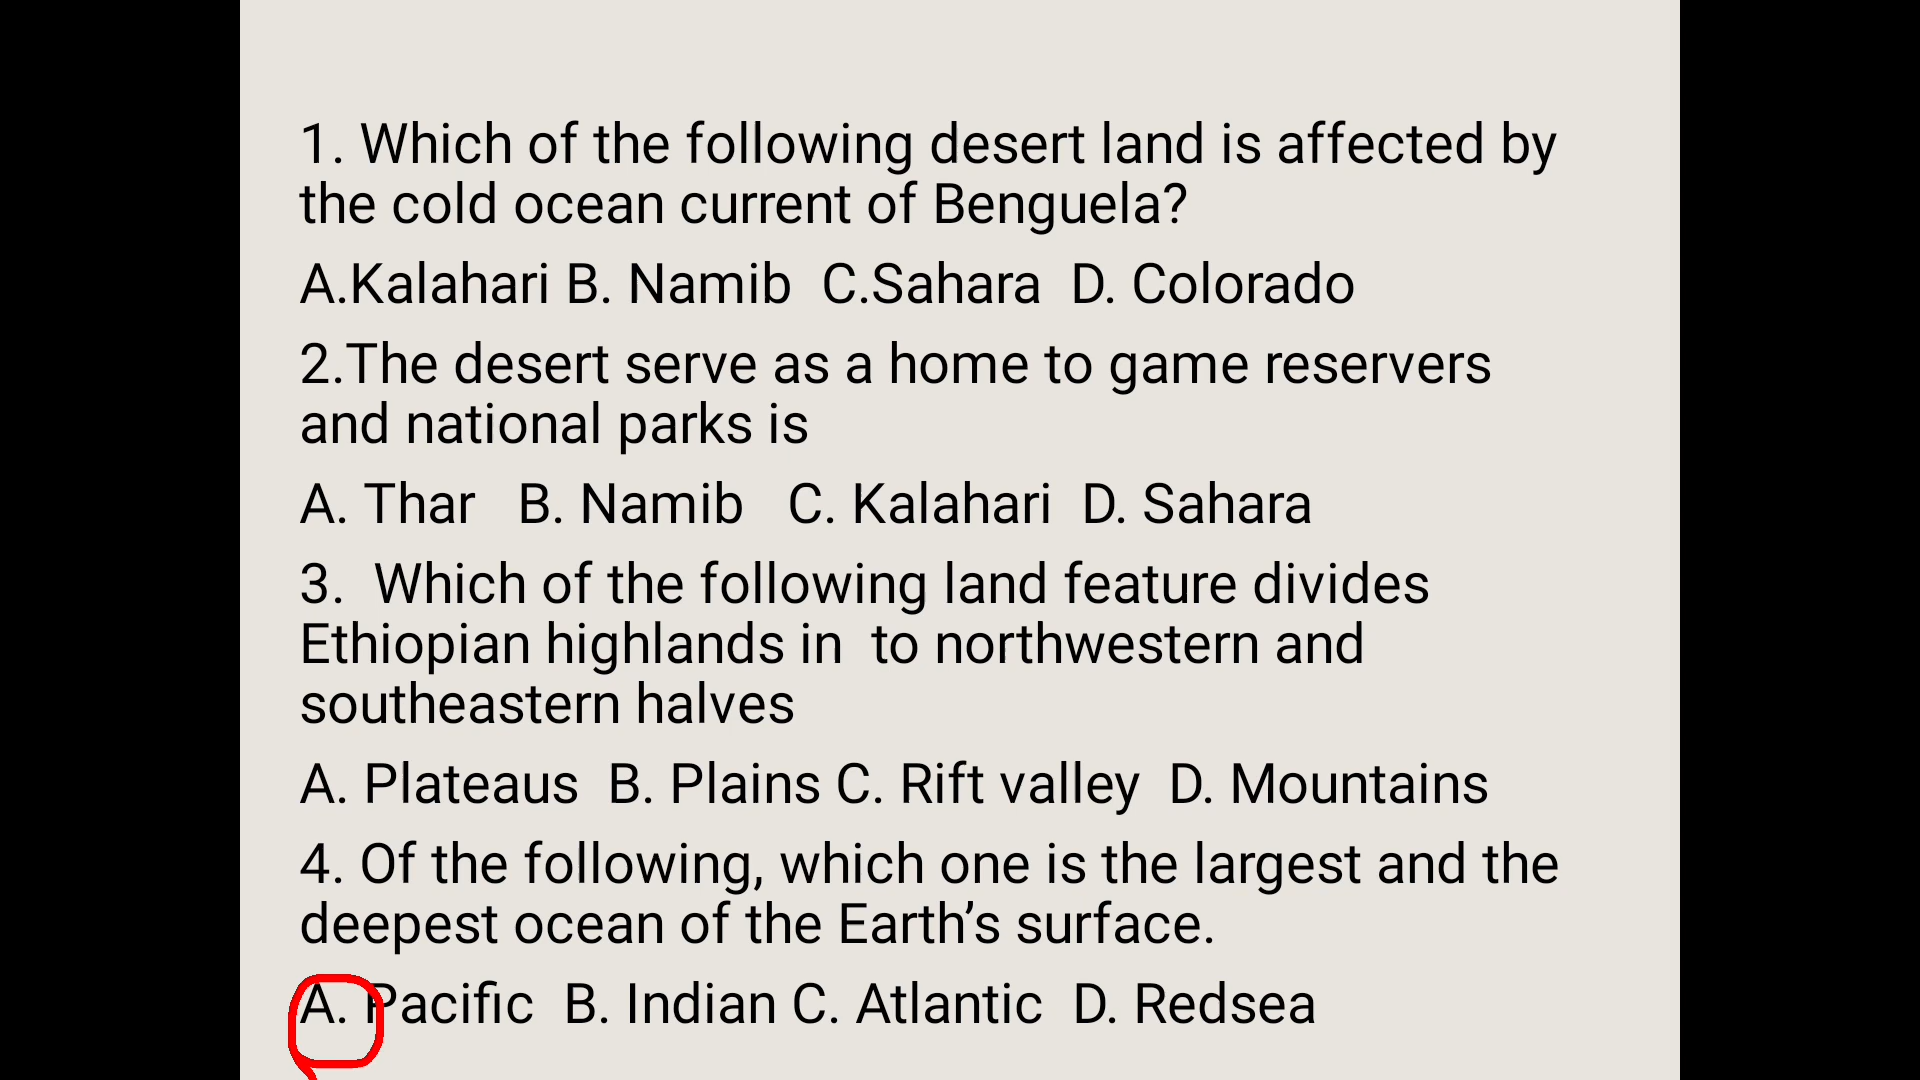 1. Which of the following desert land is affected by
the cold ocean current of Benguela?
A.Kalahari B. Namib  C.Sahara  D. Colorado
2.The desert serve as a home to game reservers
and national parks is
A. Thar   B. Namib   C. Kalahari  D. Sahara
3.  Which of the following land feature divides
Ethiopian highlands in  to northwestern and
southeastern halves
A. Plateaus  B. Plains C. Rift valley  D. Mountains
4. Of the following, which one is the largest and the
deepest ocean of the Earth’s surface.
A. Pacific  B. Indian C. Atlantic  D. Redsea